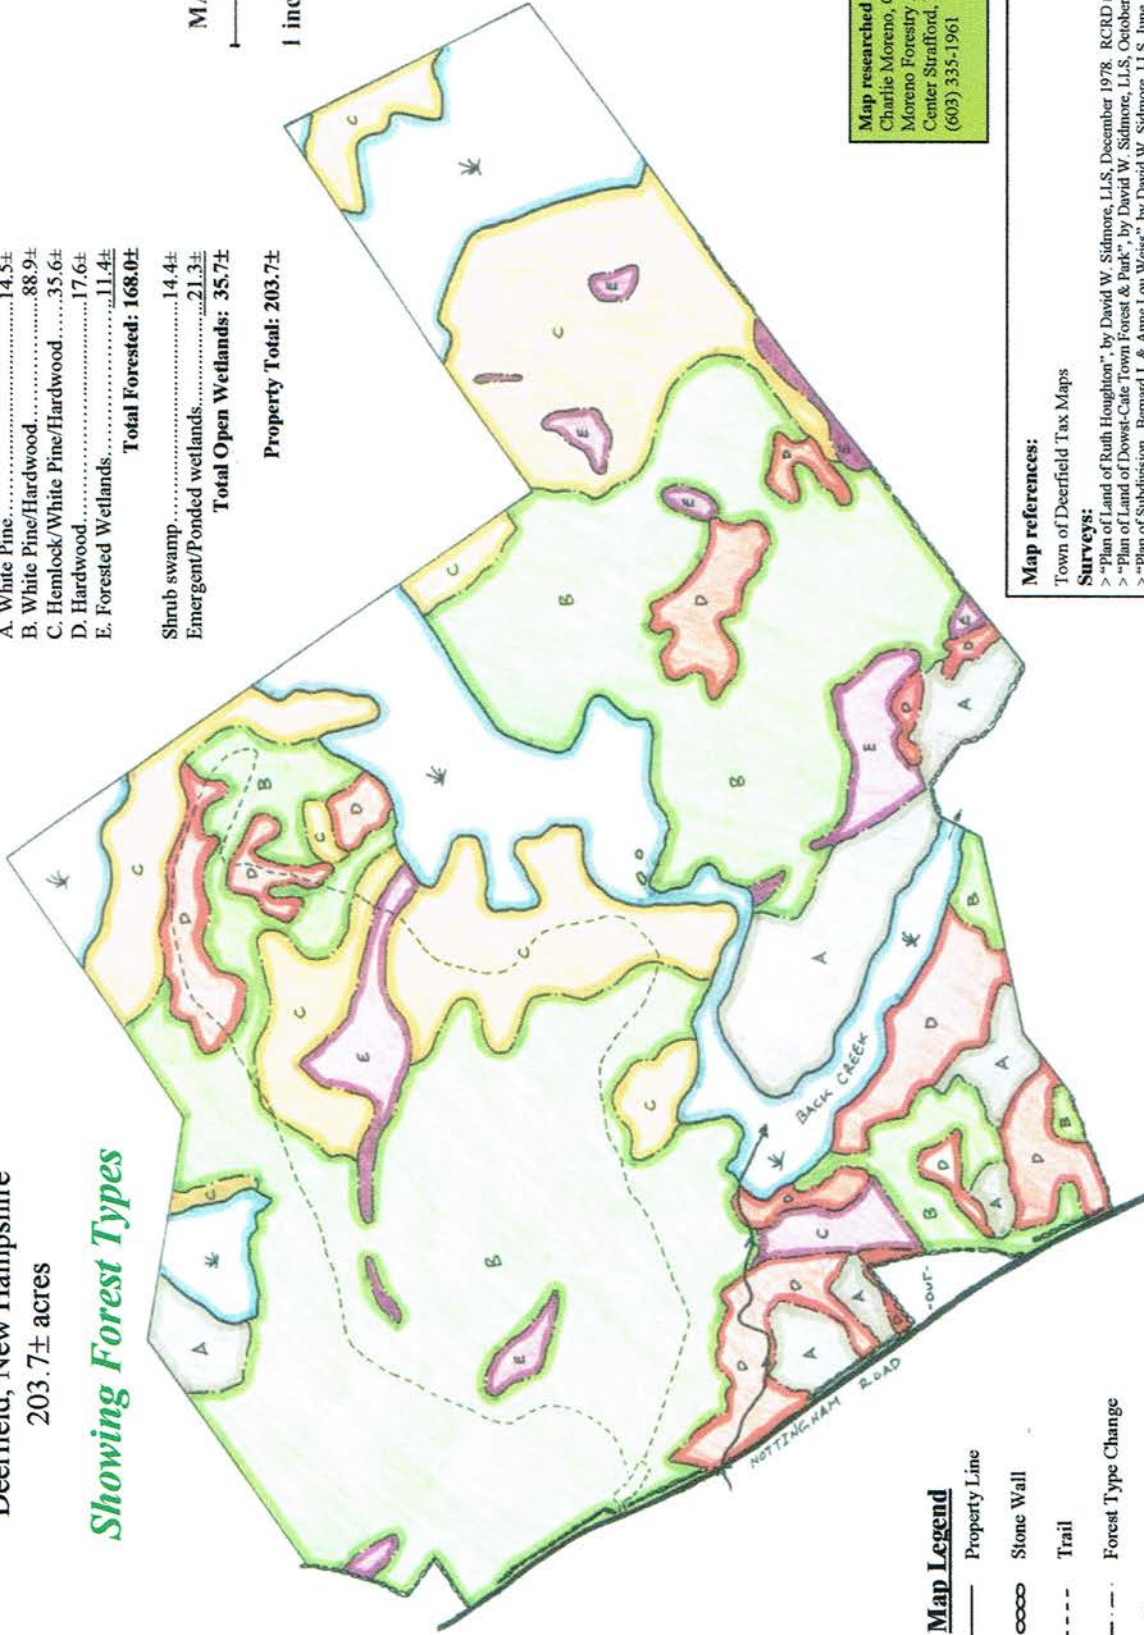 Deerfield, New Hampshire
203.7± acres
Showing Forest Types
A. White Pine...............................14.5±
B. White Pine/Hardwood..................88.9±
C. Hemlock/White Pine/Hardwood......35.6±
D. Hardwood.................................17.6±
E. Forested Wetlands.......................11.4±
Total Forested: 168.0±
Shrub swamp.................................14.4±
Emergent/Ponded wetlands.................21.3±
Total Open Wetlands: 35.7±
Property Total: 203.7±
1 inc
Map researched
Charlie Moreno,
Moreno Forestry
Center Strafford,
(603) 335-1961
Map references:
Town of Deerfield Tax Maps
Surveys:
> "Plan of Land of Ruth Houghton", by David W. Sidmore, LLS, December 1978. RCRD
> "Plan of Land of Dowst-Cate Town Forest & Park", by David W. Sidmore, LLS, October
Map Legend
Property Line
Stone Wall
Trail
Forest Type Change
NOTTINGHAM ROAD
BACK CREEK
-OUT-
A
A
A
A
A
A
A
B
B
B
B
B
B
B
C
C
C
C
C
C
C
C
C
C
D
D
D
D
D
D
D
D
D
D
D
E
E
E
E
E
E
E
E